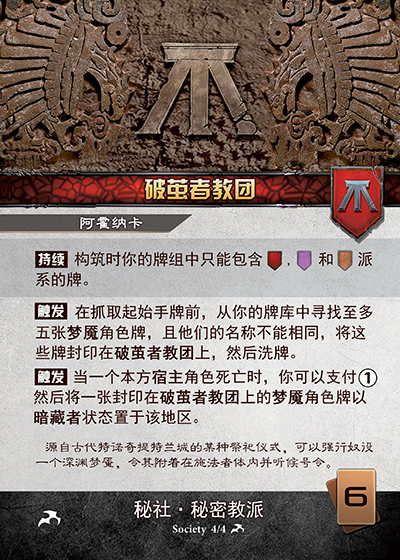 破茧者教团
阿霍纳卡
持续 构筑时你的牌组中只能包含 , 和 派
系的牌。
触发 在抓取起始手牌前，从你的牌库中寻找至多
五张梦魇角色牌，且他们的名称不能相同，将这
些牌封印在破茧者教团上，然后洗牌。
触发 当一个本方宿主角色死亡时，你可以支付①
然后将一张封印在破茧者教团上的梦魇角色牌以
暗藏者状态置于该地区。
源自古代特诺奇提特兰城的某种祭祀仪式，可以强行奴役
一个深渊梦魇，令其附着在施法者体内并听候号令。
6
秘社·秘密教派
Society 4/4